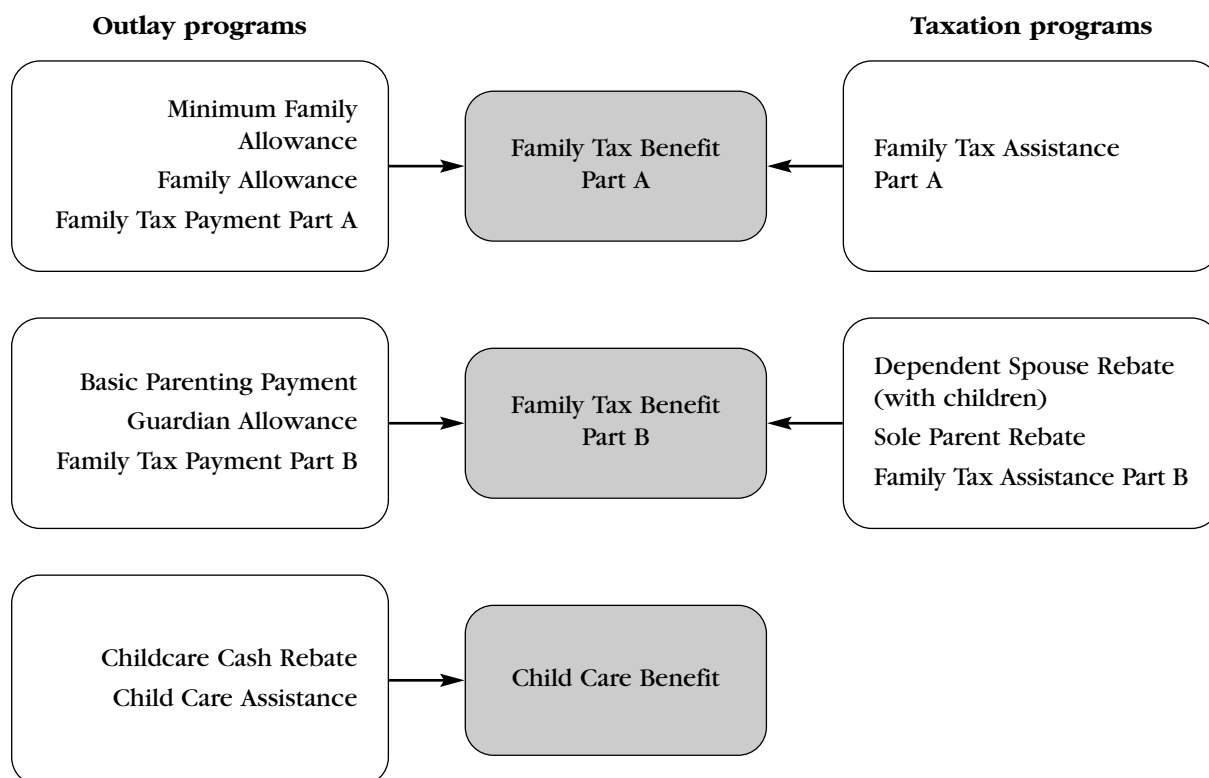 Outlay programs
Taxation programs
Minimum Family
Allowance
Family Allowance
Family Tax Payment Part A
Family Tax Benefit
Part A
Family Tax Assistance
Part A
Basic Parenting Payment
Guardian Allowance
Family Tax Payment Part B
Family Tax Benefit
Part B
Dependent Spouse Rebate
(with children)
Sole Parent Rebate
Family Tax Assistance Part B
Childcare Cash Rebate
Child Care Assistance
Child Care Benefit